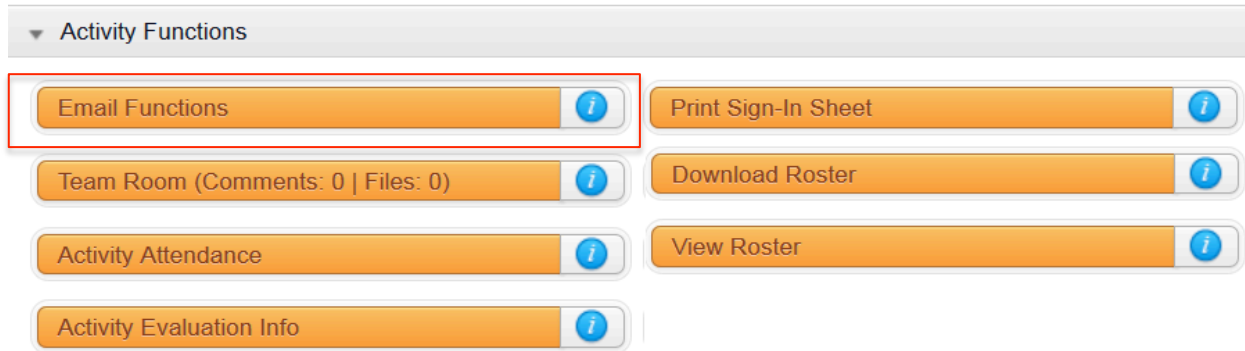 Activity Functions
Email Functions
Print Sign-In Sheet
Team Room (Comments: 0 | Files: 0)
Download Roster
Activity Attendance
View Roster
Activity Evaluation Info